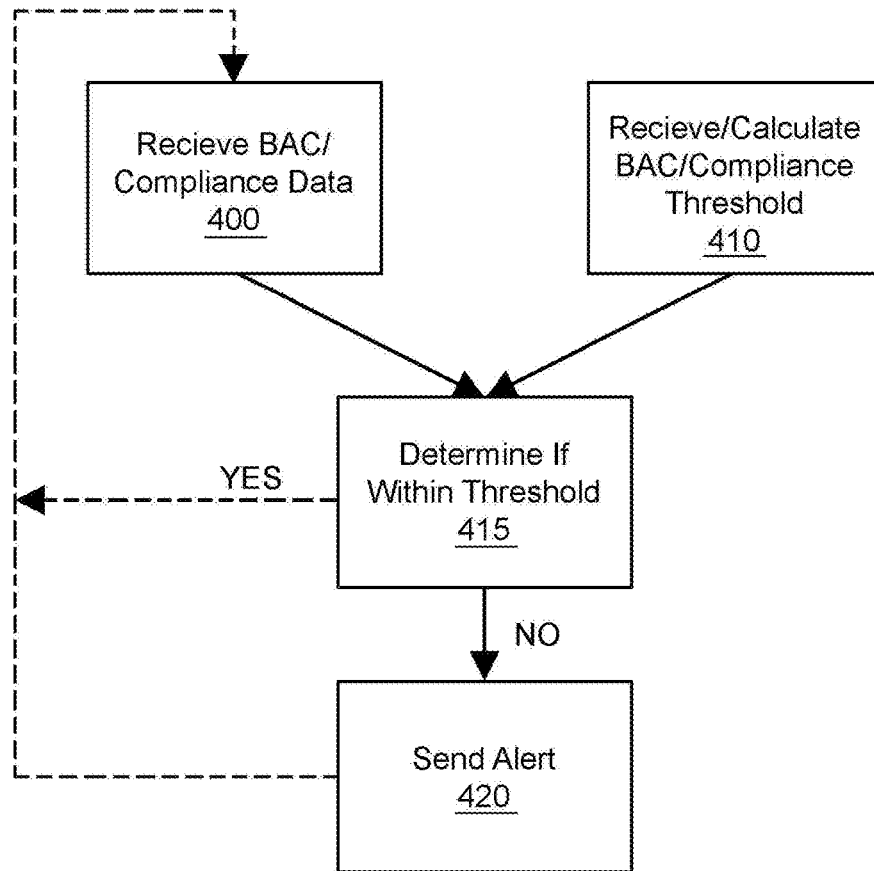 Recieve BAC/
Compliance Data
400
Recieve/Calculate
BAC/Compliance
Threshold
410
Determine If
Within Threshold
415
YES
NO
Send Alert
420